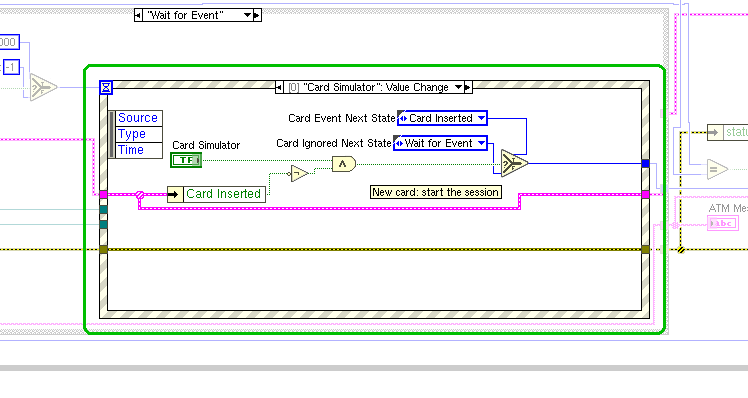 "Wait for Event"
000
-1
[0] "Card Simulator": Value Change
Source
Type
Time
Card Event Next State
Card Inserted
Card Simulator
TF
Card Ignored Next State
Wait for Event
Card Inserted
New card: start the session
statu
ATM Me
abc